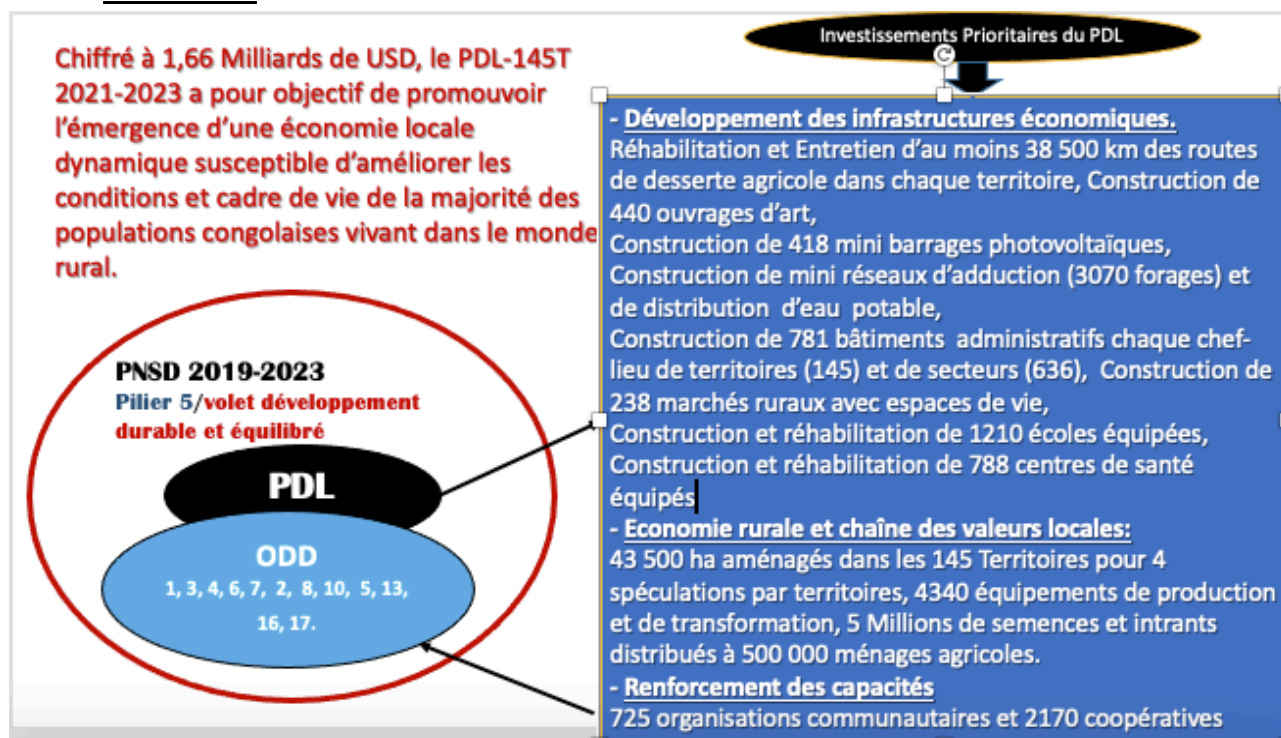 Investissements Prioritaires du PDL
Chiffré à 1,66 Milliards de USD, le PDL-145T
2021-2023 a pour objectif de promouvoir
l'émergence d'une économie locale
dynamique susceptible d'améliorer les
conditions et cadre de vie de la majorité des
populations congolaises vivant dans le monde
rural.
PNSD 2019-2023
Pilier 5/volet développement
durable et équilibré
PDL
ODD
1, 3, 4, 6, 7, 2, 8, 10, 5, 13,
16, 17.
- Développement des infrastructures économiques.
Réhabilitation et Entretien d'au moins 38 500 km des routes
de desserte agricole dans chaque territoire, Construction de
440 ouvrages d'art,
Construction de 418 mini barrages photovoltaïques,
Construction de mini réseaux d'adduction (3070 forages) et
de distribution d'eau potable,
Construction de 781 bâtiments administratifs chaque chef-
lieu de territoires (145) et de secteurs (636), Construction de
238 marchés ruraux avec espaces de vie,
Construction et réhabilitation de 1210 écoles équipées,
Construction et réhabilitation de 788 centres de santé
équipés
- Economie rurale et chaîne des valeurs locales:
43 500 ha aménagés dans les 145 Territoires pour 4
spéculations par territoires, 4340 équipements de production
et de transformation, 5 Millions de semences et intrants
distribués à 500 000 ménages agricoles.
- Renforcement des capacités
725 organisations communautaires et 2170 coopératives